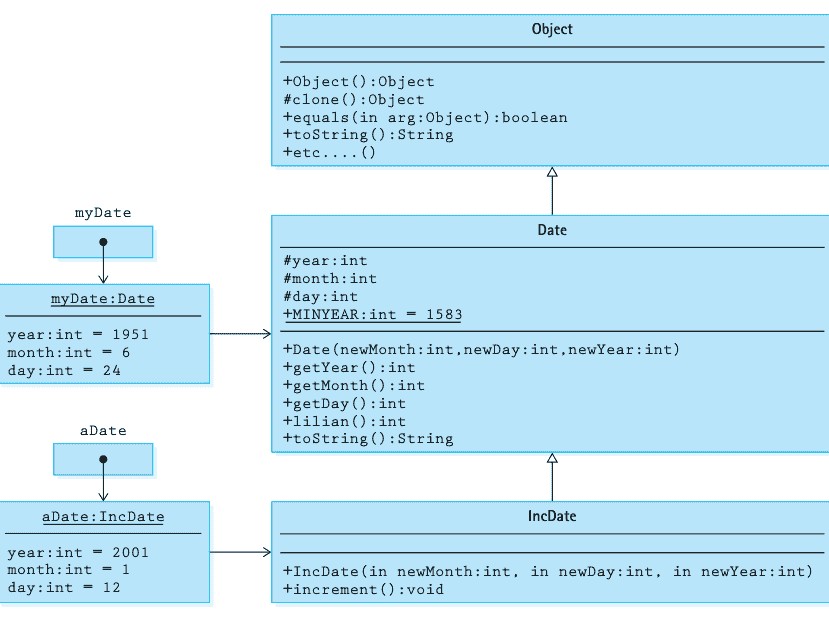 Object
+Object():Object
#clone():Object
+equals(in arg:Object):boolean
+toString():String
+etc....()
myDate
myDate:Date
year:int = 1951
month:int = 6
day:int = 24
Date
#year:int
#month:int
#day:int
+MINYEAR:int = 1583
+Date(newMonth:int,newDay:int,newYear:int)
+getYear():int
+getMonth():int
+getDay():int
+lilian():int
+toString():String
aDate
aDate:IncDate
year:int = 2001
month:int = 1
day:int = 12
IncDate
+IncDate(in newMonth:int, in newDay:int, in newYear:int)
+increment():void